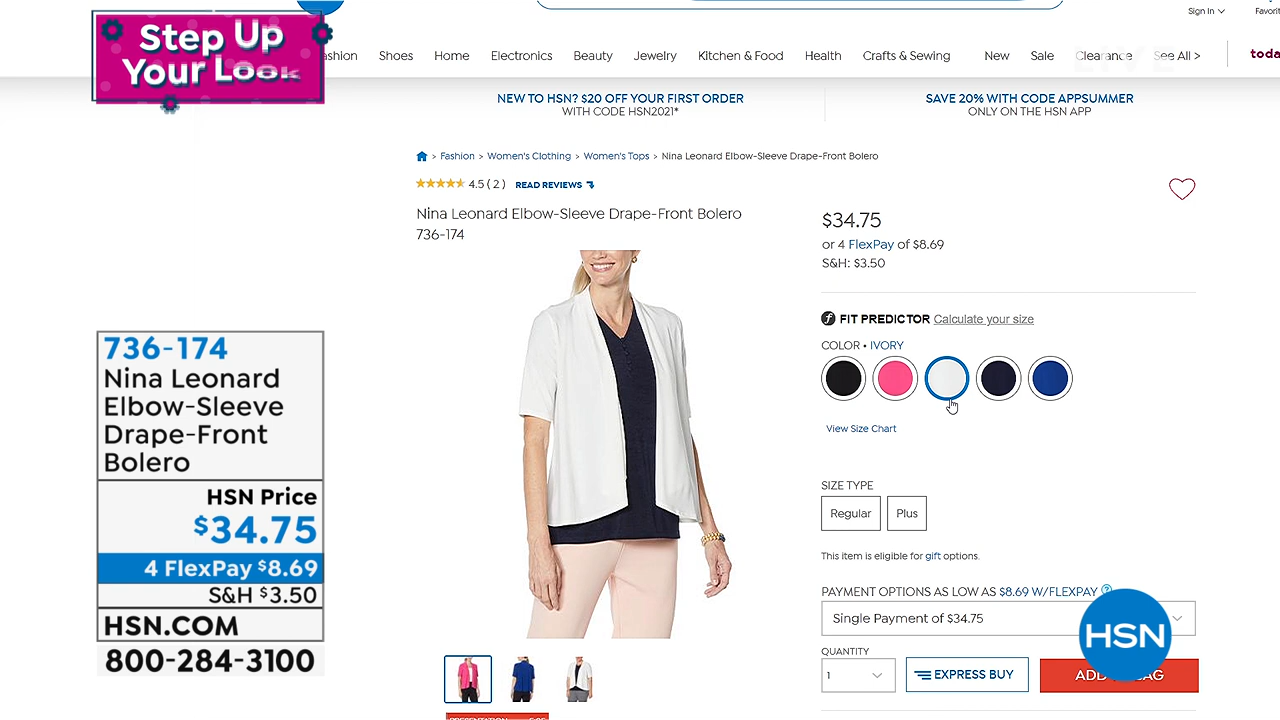 Step Up
Your Look
Sign In
Fashion Shoes Home Electronics Beauty Jewelry Kitchen & Food Health Crafts & Sewing New Sale Clearance See All >
NEW TO HSN? $20 OFF YOUR FIRST ORDER
WITH CODE HSN2021*
SAVE 20% WITH CODE APPSUMMER
ONLY ON THE HSN APP
> Fashion > Women's Clothing > Women's Tops > Nina Leonard Elbow-Sleeve Drape-Front Bolero
4.5 ( 2 ) READ REVIEWS
Nina Leonard Elbow-Sleeve Drape-Front Bolero
736-174
$34.75
or 4 FlexPay of $8.69
S&H: $3.50
f FIT PREDICTOR Calculate your size
COLOR • IVORY
View Size Chart
SIZE TYPE
Regular Plus
This item is eligible for gift options.
PAYMENT OPTIONS AS LOW AS $8.69 W/FLEXPAY ?
Single Payment of $34.75
QUANTITY
1
EXPRESS BUY
HSN
736-174
Nina Leonard
Elbow-Sleeve
Drape-Front
Bolero
HSN Price
$34.75
4 FlexPay $8.69
S&H $3.50
HSN.COM
800-284-3100